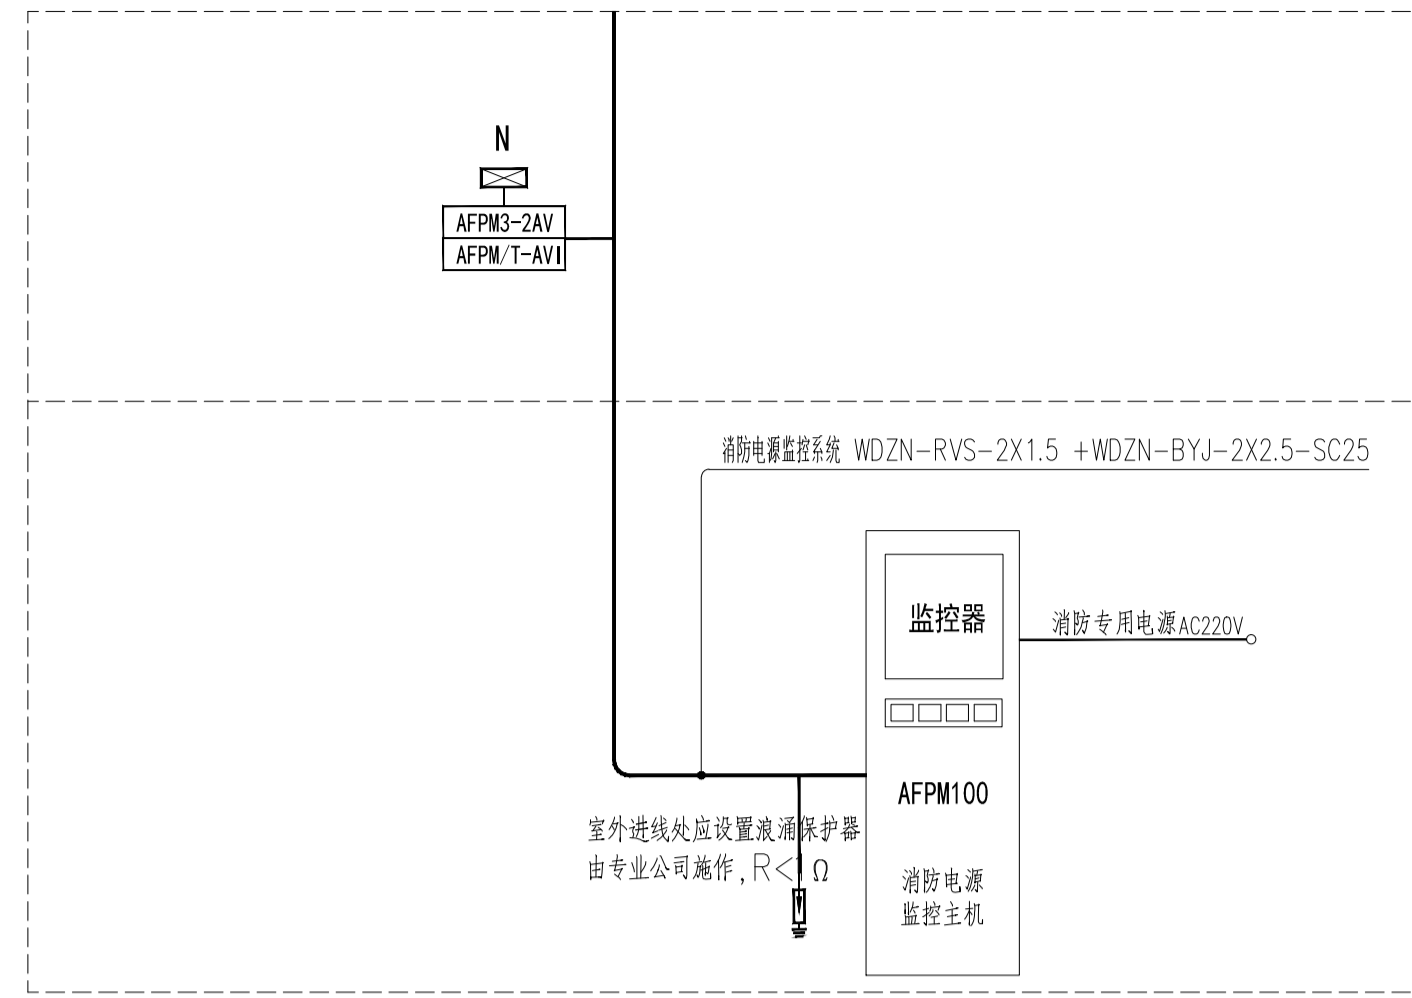 N
AFPM3-2AV
AFPM/T-AVI
消防电源监控系统 WDZN-RVS-2X1.5 +WDZN-BYJ-2X2.5-SC25
监控器
消防专用电源AC220V
AFPM100
室外进线处应设置浪涌保护器
由专业公司施作,R<1Ω
消防电源
监控主机